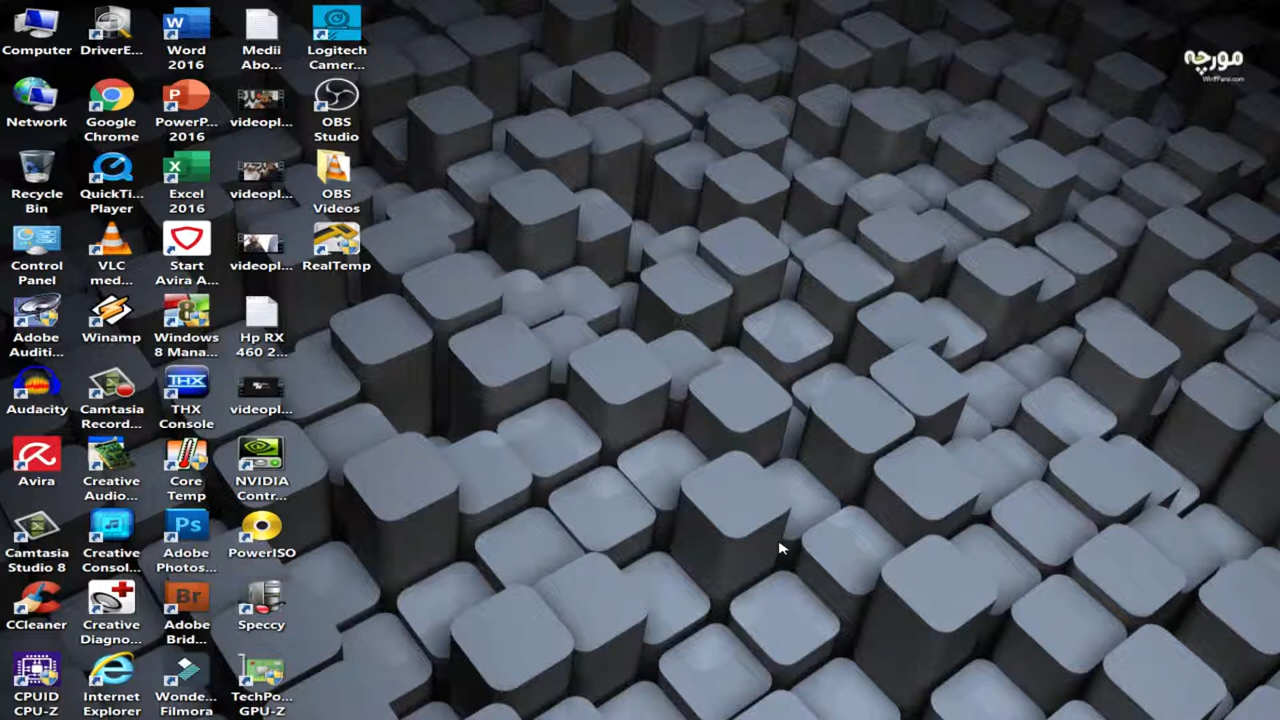 مورچه
WinfPars.com
Computer
DriverE...
Word
2016
Medii
Abo...
Logitech
Camer...
Network
Google
Chrome
PowerP...
2016
videopl...
OBS
Studio
Recycle
Bin
QuickTi...
Player
Excel
2016
videopl...
OBS
Videos
Control
Panel
VLC
med...
Start
Avira A...
videopl...
RealTemp
Adobe
Auditi...
Winamp
Windows
8 Mana...
Hp RX
460 2...
Audacity
Camtasia
Record...
THX
Console
videopl...
Avira
Creative
Audio...
Core
Temp
NVIDIA
Contr...
Camtasia
Studio 8
Creative
Consol...
Adobe
Photos...
PowerISO
CCleaner
Creative
Diagno...
Adobe
Brid...
Speccy
CPUID
CPU-Z
Internet
Explorer
Wonde...
Filmora
TechPo...
GPU-Z